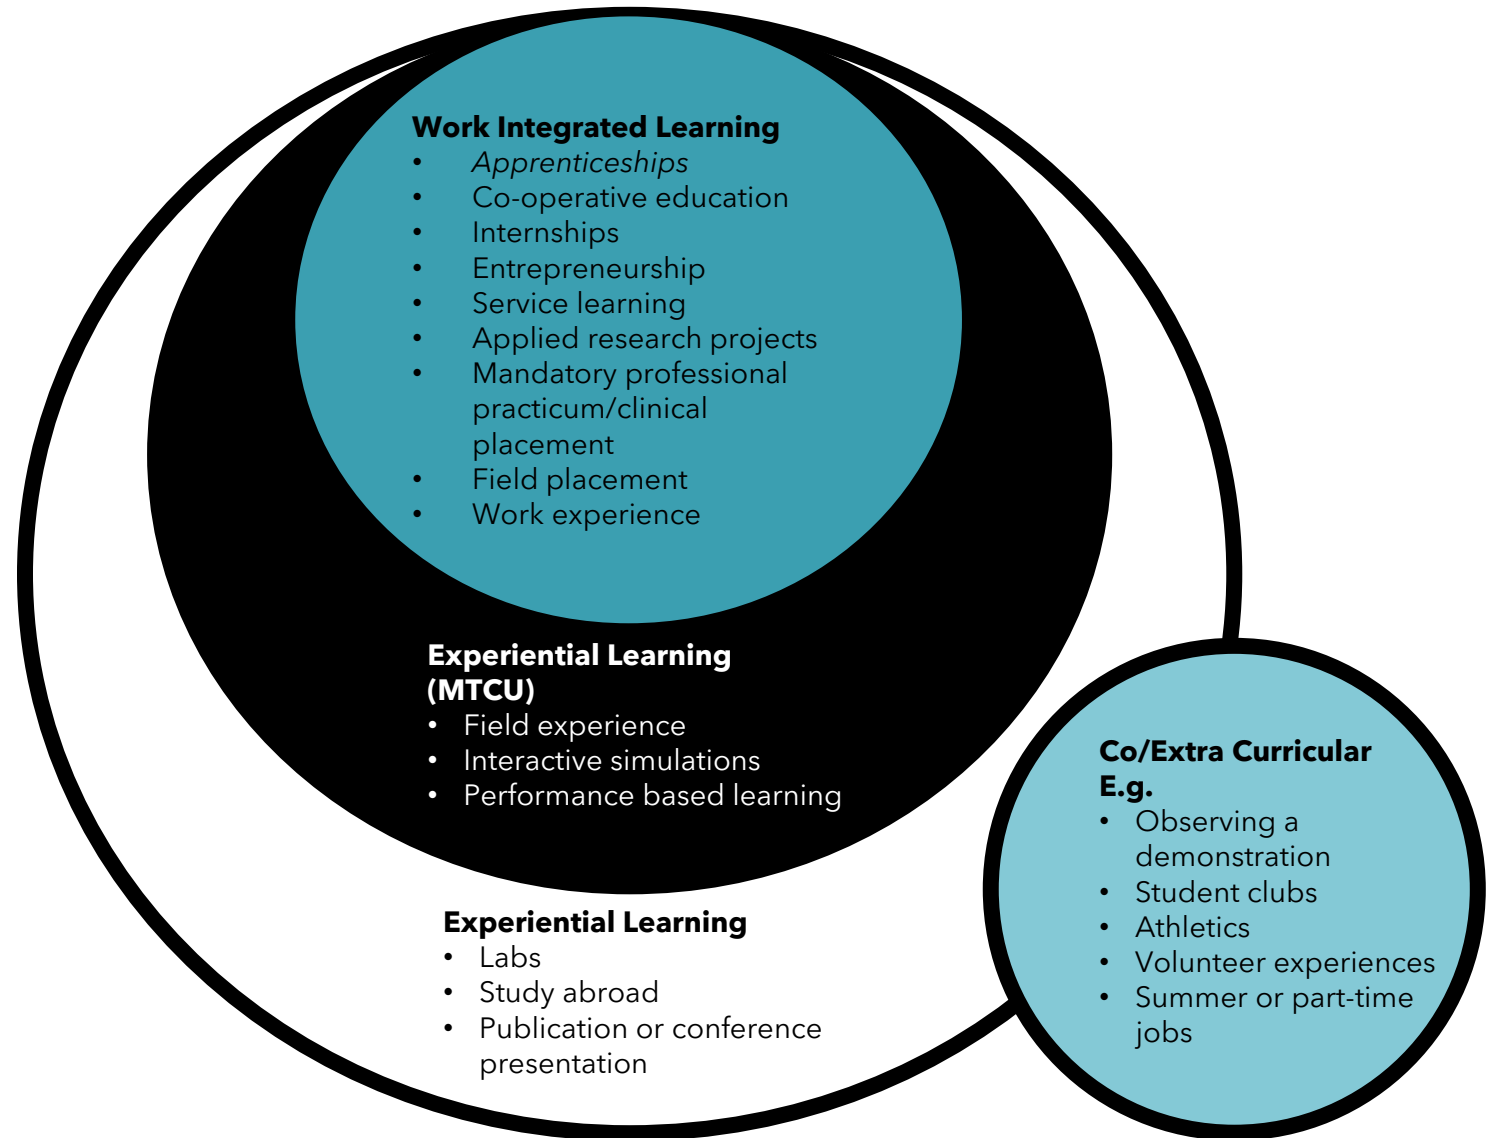 Work Integrated Learning
• Apprenticeships
• Co-operative education
• Internships
• Entrepreneurship
• Service learning
• Applied research projects
• Mandatory professional
practicum/clinical
placement
• Field placement
• Work experience
Experiential Learning
(MTCU)
• Field experience
• Interactive simulations
• Performance based learning
Experiential Learning
• Labs
• Study abroad
• Publication or conference
presentation
Co/Extra Curricular
E.g.
• Observing a
demonstration
• Student clubs
• Athletics
• Volunteer experiences
• Summer or part-time
jobs